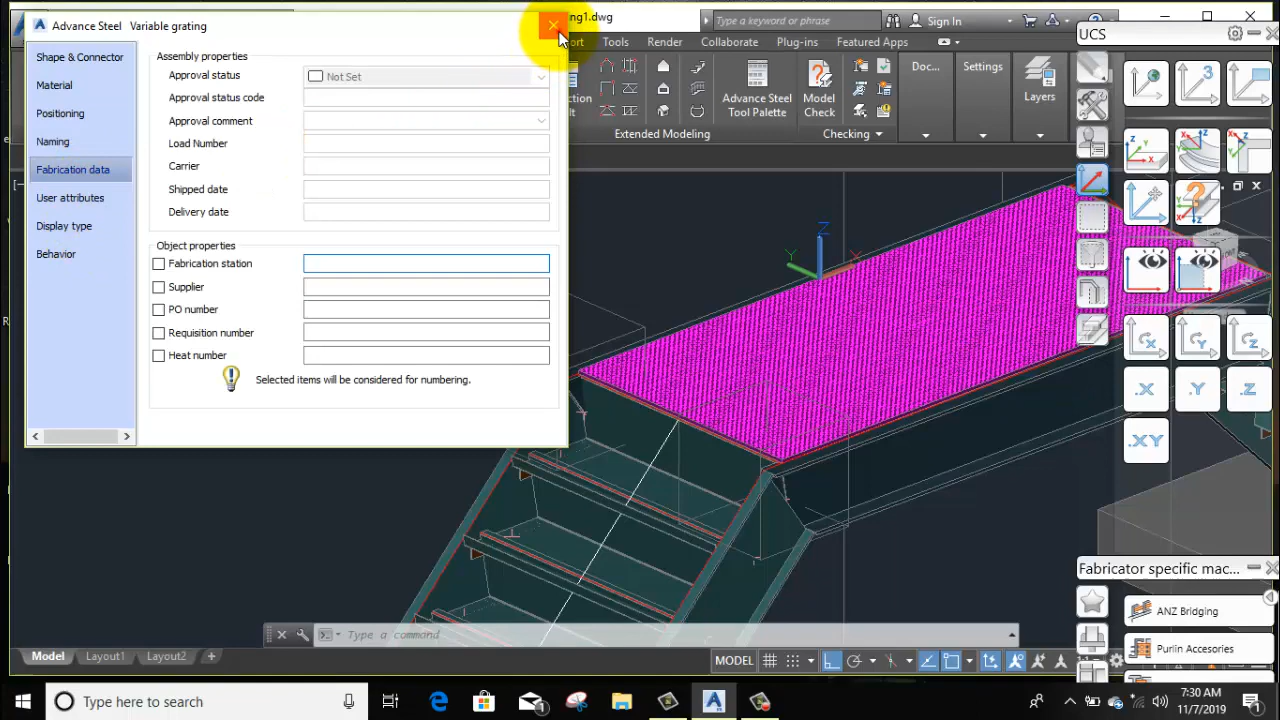 Advance Steel Variable grating
ing1.dwg
Type a keyword or phrase
Sign In
ort Tools Render Collaborate Plug-ins Featured Apps
UCS
Shape & Connector
Material
Positioning
Naming
Fabrication data
User attributes
Display type
Behavior
Assembly properties
Approval status
Not Set
Approval status code
Approval comment
Load Number
Carrier
Shipped date
Delivery date
Object properties
Fabrication station
Supplier
PO number
Requisition number
Heat number
Selected items will be considered for numbering.
Advance Steel
Tool Palette
Model
Check
Doc...
Settings
Layers
Extended Modeling
Checking
Z
Y
X
.X
.Y
.Z
.XY
Fabricator specific mac...
ANZ Bridging
Purlin Accesories
Type a command
Model Layout1 Layout2 +
MODEL
Type here to search
7:30 AM
11/7/2019